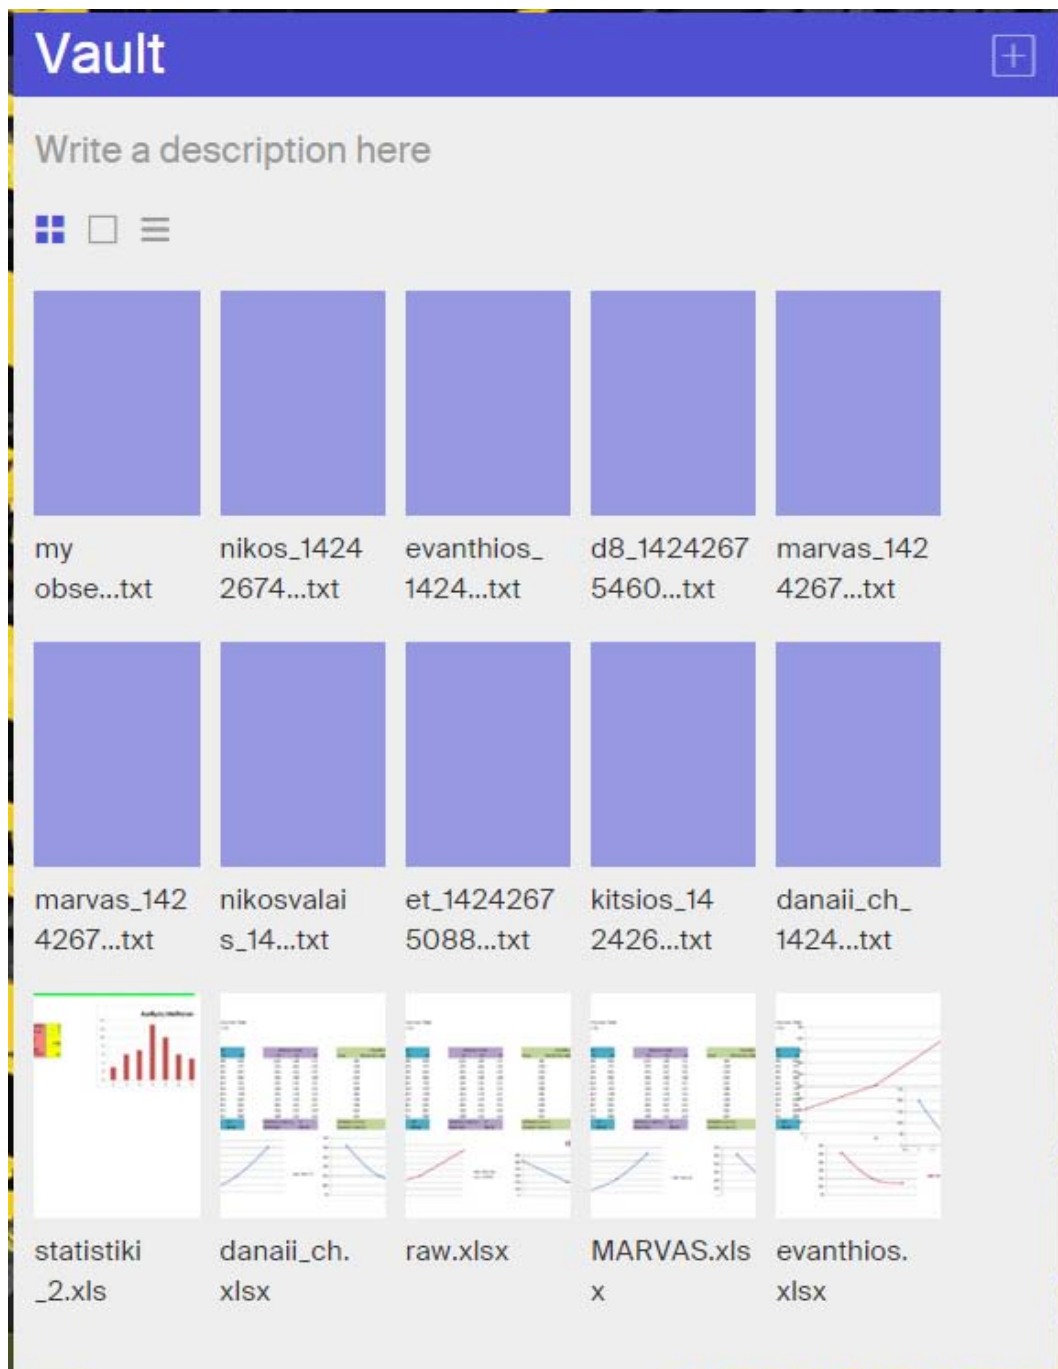 Vault
Write a description here
my
obse...txt
nikos_1424
2674...txt
evanthios_
1424...txt
d8_1424267
5460...txt
marvas_142
4267...txt
marvas_142
4267...txt
nikosvalai
s_14...txt
et_1424267
5088...txt
kitsios_14
2426...txt
danaii_ch_
1424...txt
statistiki
_2.xls
danaii_ch.
xlsx
raw.xlsx
MARVAS.xls
x
evanthios.
xlsx